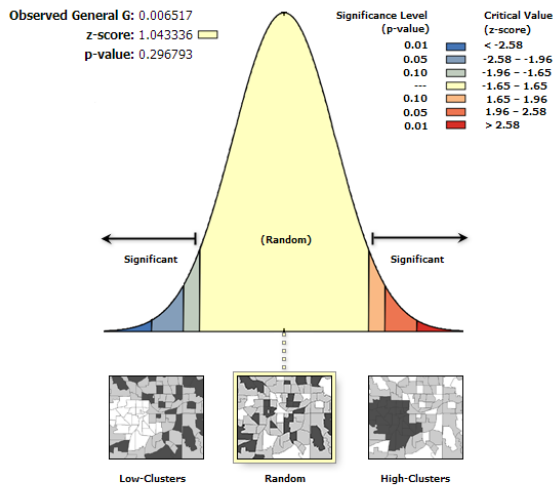 Observed General G: 0.006517
z-score: 1.043336
p-value: 0.296793
Significance Level
(p-value)
Critical Value
(z-score)
0.01 < -2.58
0.05 -2.58 – -1.96
0.10 -1.96 – -1.65
--- -1.65 – 1.65
0.10 1.65 – 1.96
0.05 1.96 – 2.58
0.01 > 2.58
(Random)
Significant
Significant
Low-Clusters
Random
High-Clusters